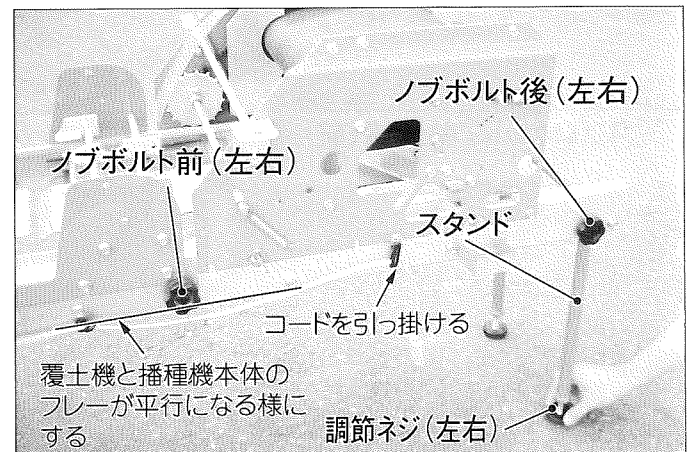 ノブボルト後(左右)
ノブボルト前(左右)
スタンド
コードを引っ掛ける
覆土機と播種機本体の
フレーが平行になる様に
する
調節ネジ(左右)